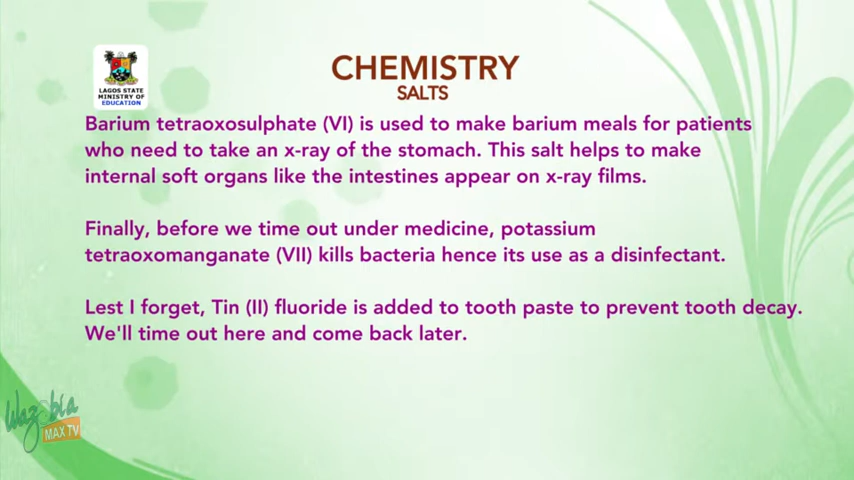 LAGOS STATE
MINISTRY OF
EDUCATION
CHEMISTRY
SALTS
Barium tetraoxosulphate (VI) is used to make barium meals for patients
who need to take an x-ray of the stomach. This salt helps to make
internal soft organs like the intestines appear on x-ray films.
Finally, before we time out under medicine, potassium
tetraoxomanganate (VII) kills bacteria hence its use as a disinfectant.
Lest I forget, Tin (II) fluoride is added to tooth paste to prevent tooth decay.
We'll time out here and come back later.
Wazobia
MAX TV